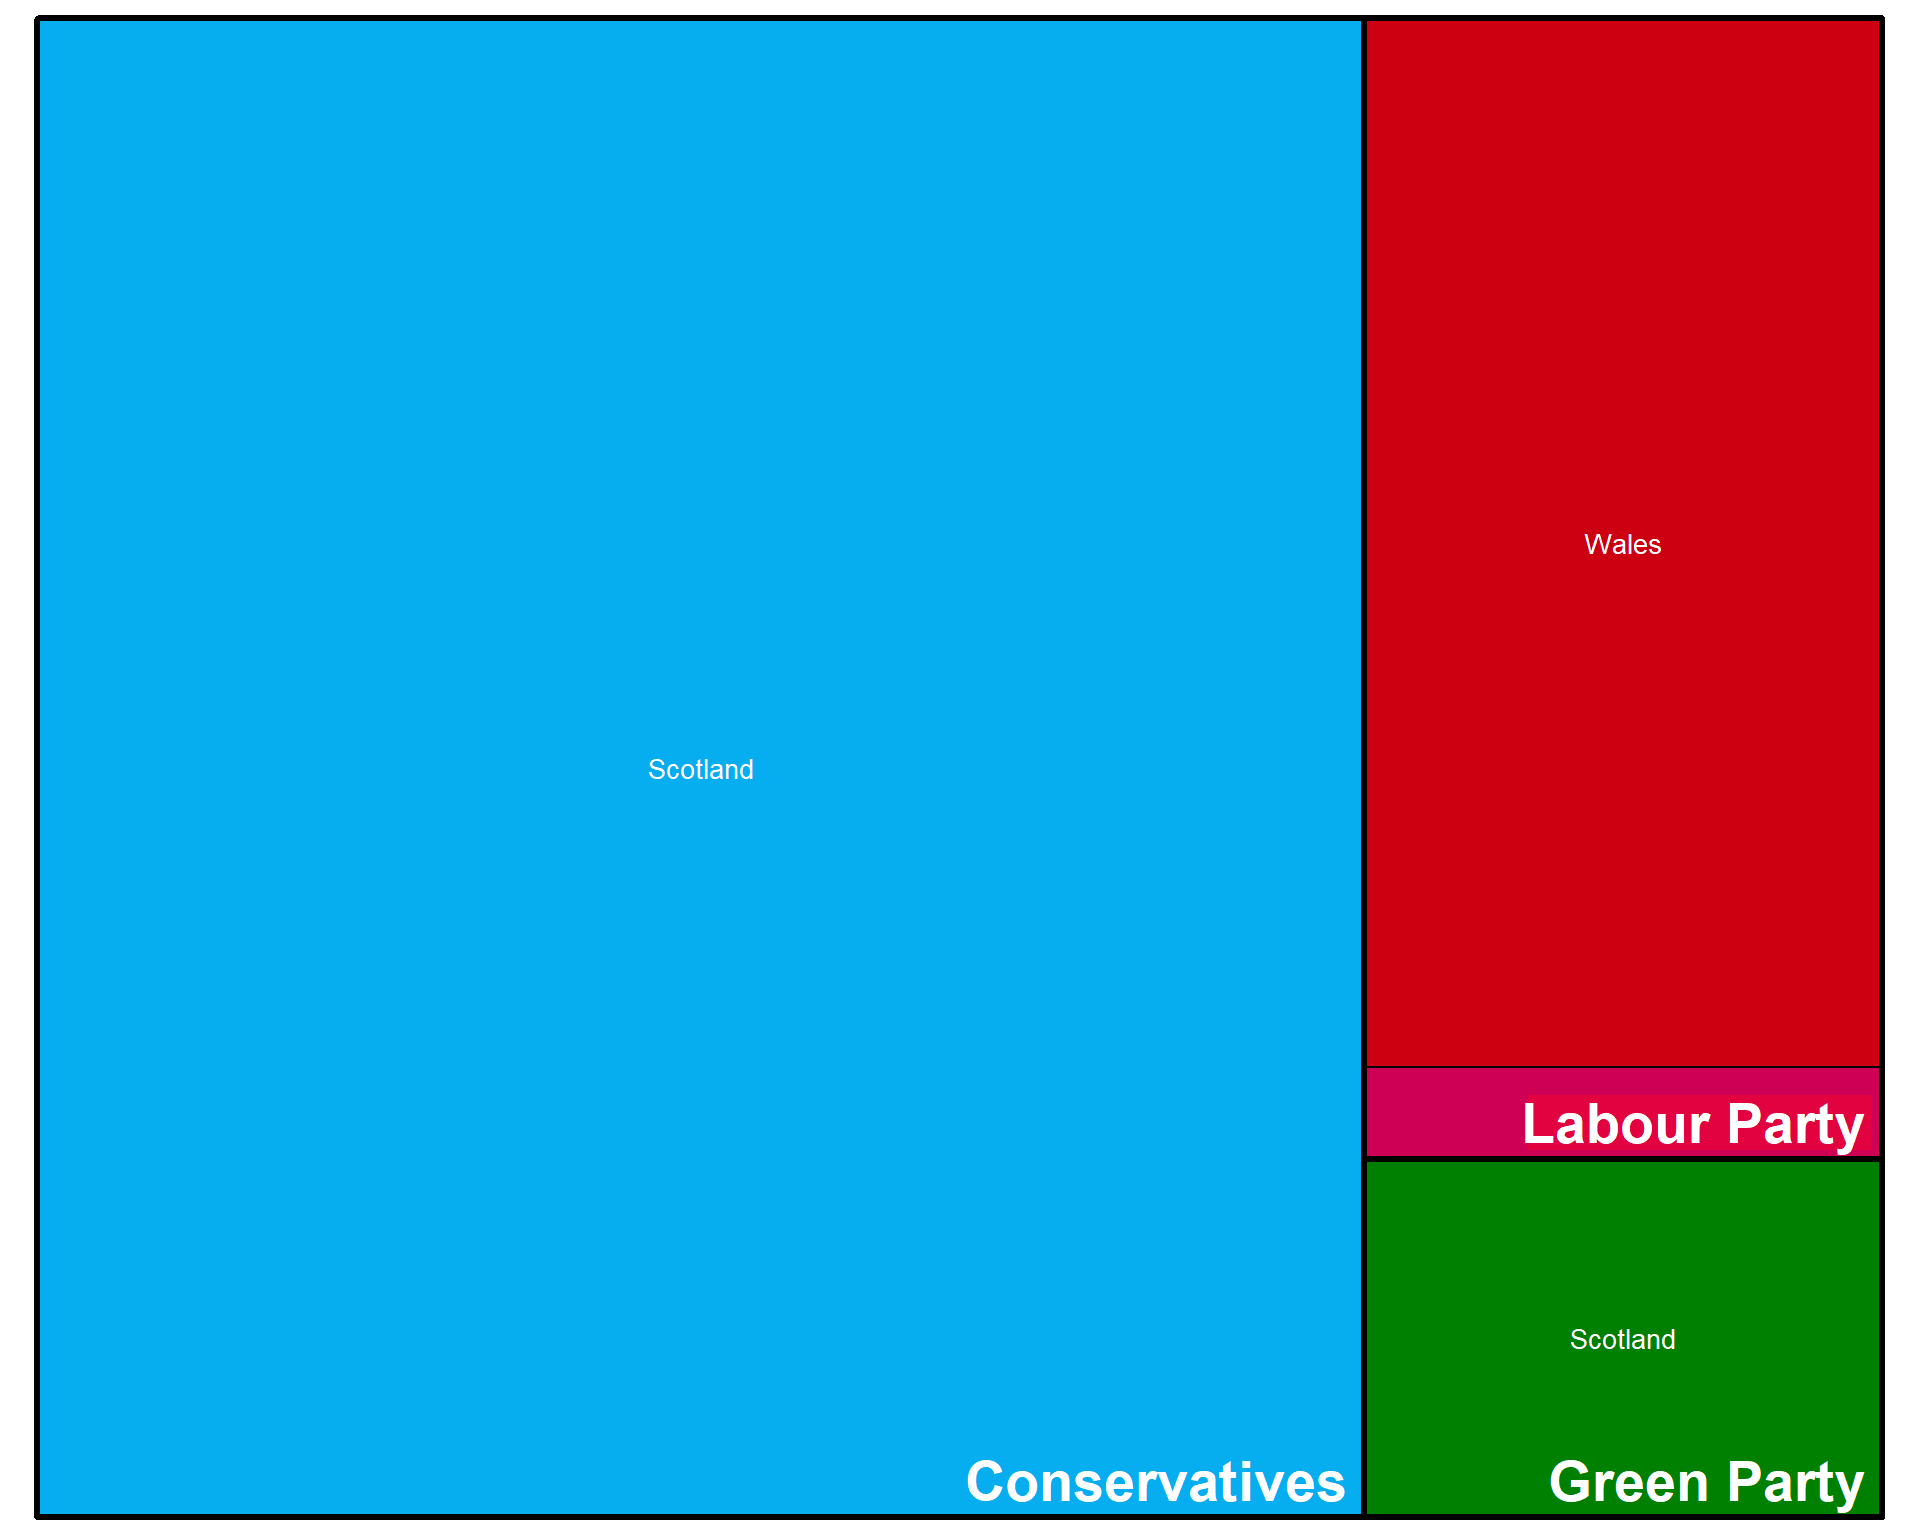 Scotland
Conservatives
Wales
Labour Party
Scotland
Green Party